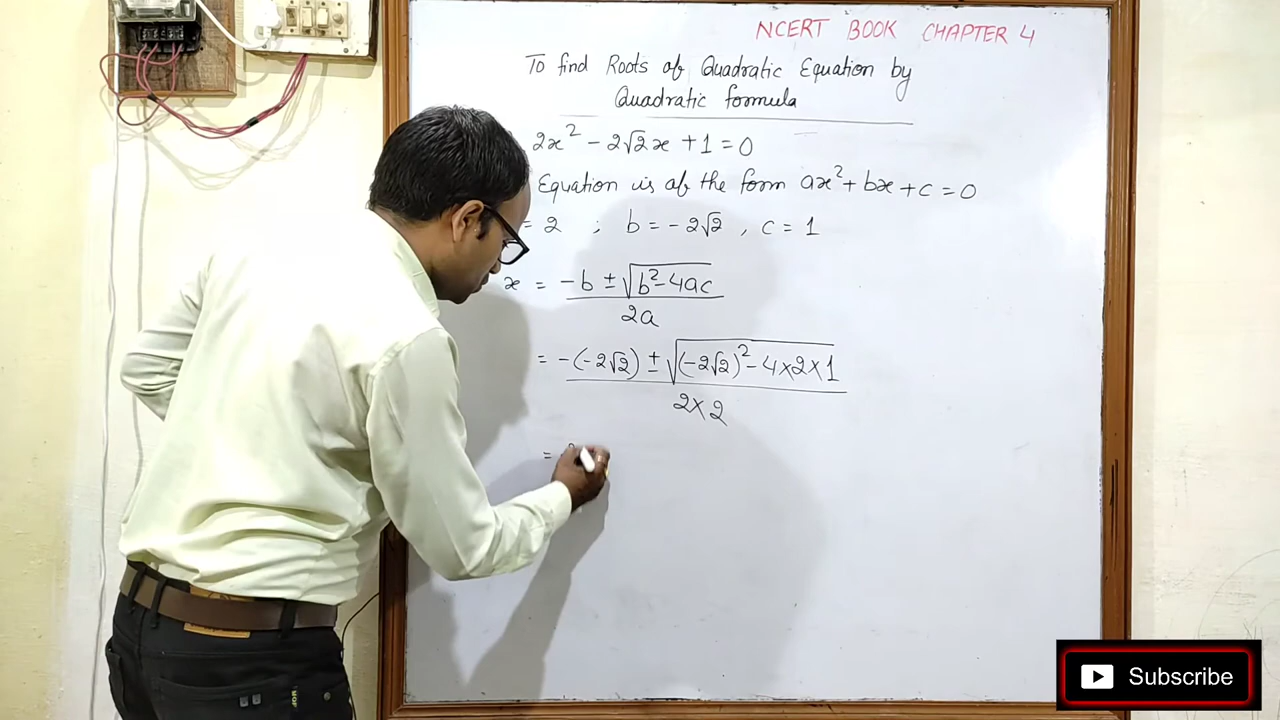 NCERT BOOK CHAPTER 4
To find Roots of Quadratic Equation by
Quadratic formula
2x² - 2√2x + 1 = 0
Equation is of the form ax² + bx + c = 0
= 2 ; b = -2√2 , c = 1
x = -b ± √b² - 4ac
2a
= -(-2√2) ± √(-2√2)² - 4×2×1
2×2
=
Subscribe